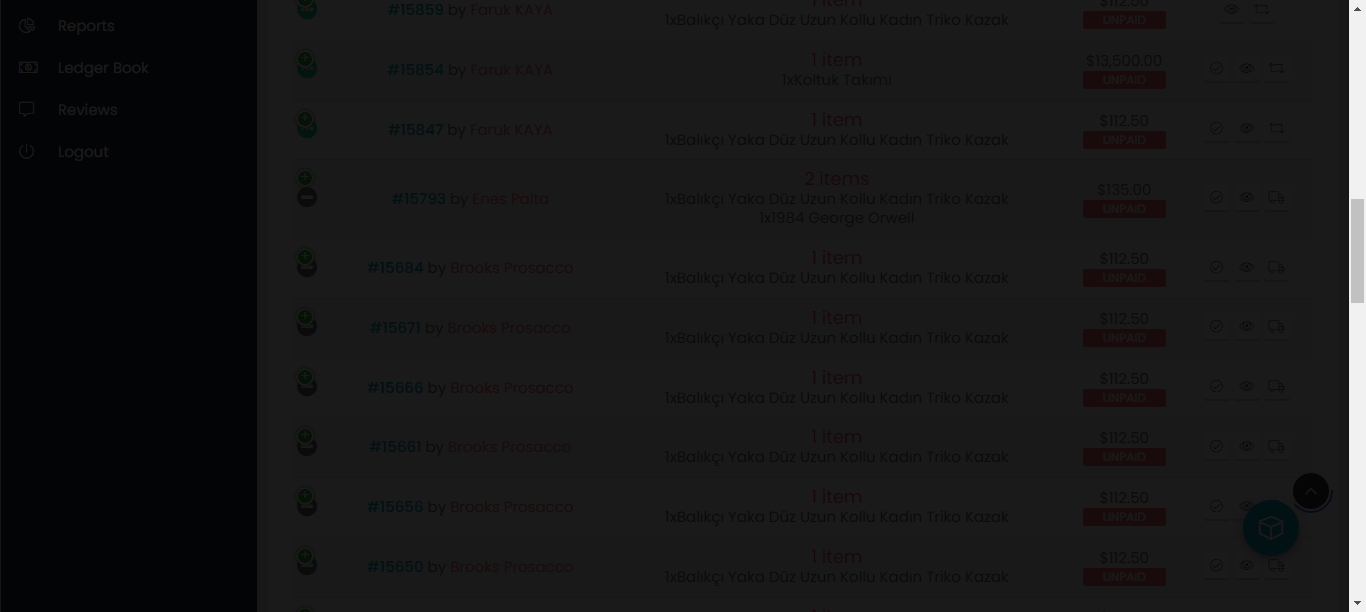 Reports
Ledger Book
Reviews
Logout
#15859 by Faruk KAYA
1 item
1xBalıkçı Yaka Düz Uzun Kollu Kadın Triko Kazak
$112.50
UNPAID
#15854 by Faruk KAYA
1 item
1xKoltuk Takımı
$13,500.00
UNPAID
#15847 by Faruk KAYA
1 item
1xBalıkçı Yaka Düz Uzun Kollu Kadın Triko Kazak
$112.50
UNPAID
#15793 by Enes Palta
2 items
1xBalıkçı Yaka Düz Uzun Kollu Kadın Triko Kazak
1x1984 George Orwell
$135.00
UNPAID
#15684 by Brooks Prosacco
1 item
1xBalıkçı Yaka Düz Uzun Kollu Kadın Triko Kazak
$112.50
UNPAID
#15671 by Brooks Prosacco
1 item
1xBalıkçı Yaka Düz Uzun Kollu Kadın Triko Kazak
$112.50
UNPAID
#15666 by Brooks Prosacco
1 item
1xBalıkçı Yaka Düz Uzun Kollu Kadın Triko Kazak
$112.50
UNPAID
#15661 by Brooks Prosacco
1 item
1xBalıkçı Yaka Düz Uzun Kollu Kadın Triko Kazak
$112.50
UNPAID
#15656 by Brooks Prosacco
1 item
1xBalıkçı Yaka Düz Uzun Kollu Kadın Triko Kazak
$112.50
UNPAID
#15650 by Brooks Prosacco
1 item
1xBalıkçı Yaka Düz Uzun Kollu Kadın Triko Kazak
$112.50
UNPAID